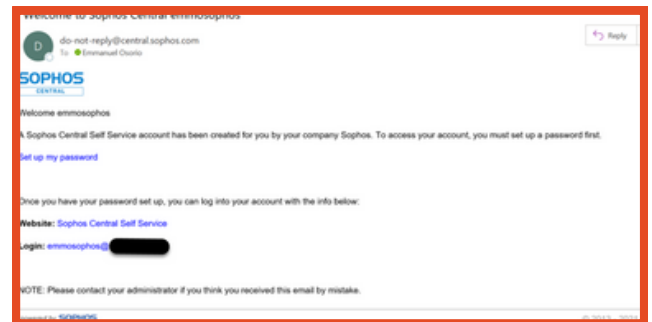 Welcome to Sophos Central emmosophos
D
do-not-reply@central.sophos.com
To Emmanuel Osorio
Reply
SOPHOS
CENTRAL
Welcome emmosophos
A Sophos Central Self Service account has been created for you by your company Sophos. To access your account, you must set up a password first.
Set up my password
Once you have your password set up, you can log into your account with the info below:
Website: Sophos Central Self Service
Login: emmosophos@
NOTE: Please contact your administrator if you think you received this email by mistake.
powered by SOPHOS
© 2013 - 2024